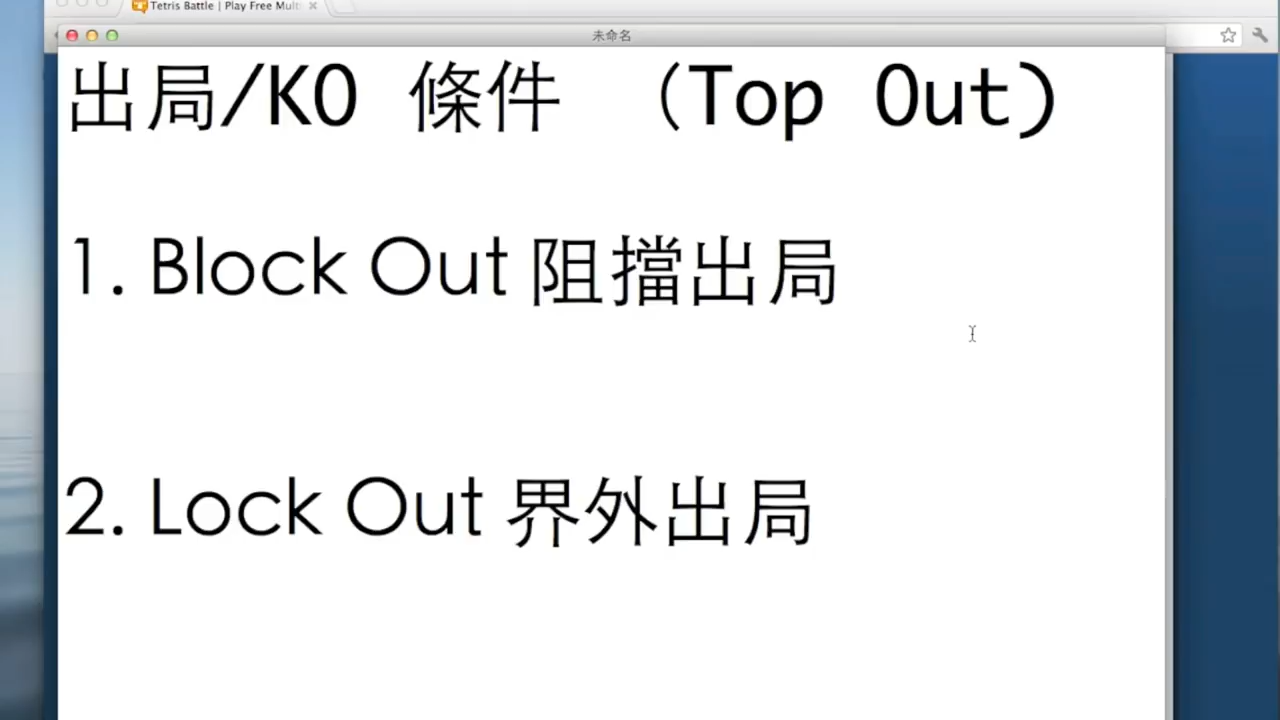 Tetris Battle | Play Free Mult
未命名
出局/KO 條件 （Top Out)
1. Block Out 阻擋出局
2. Lock Out 界外出局